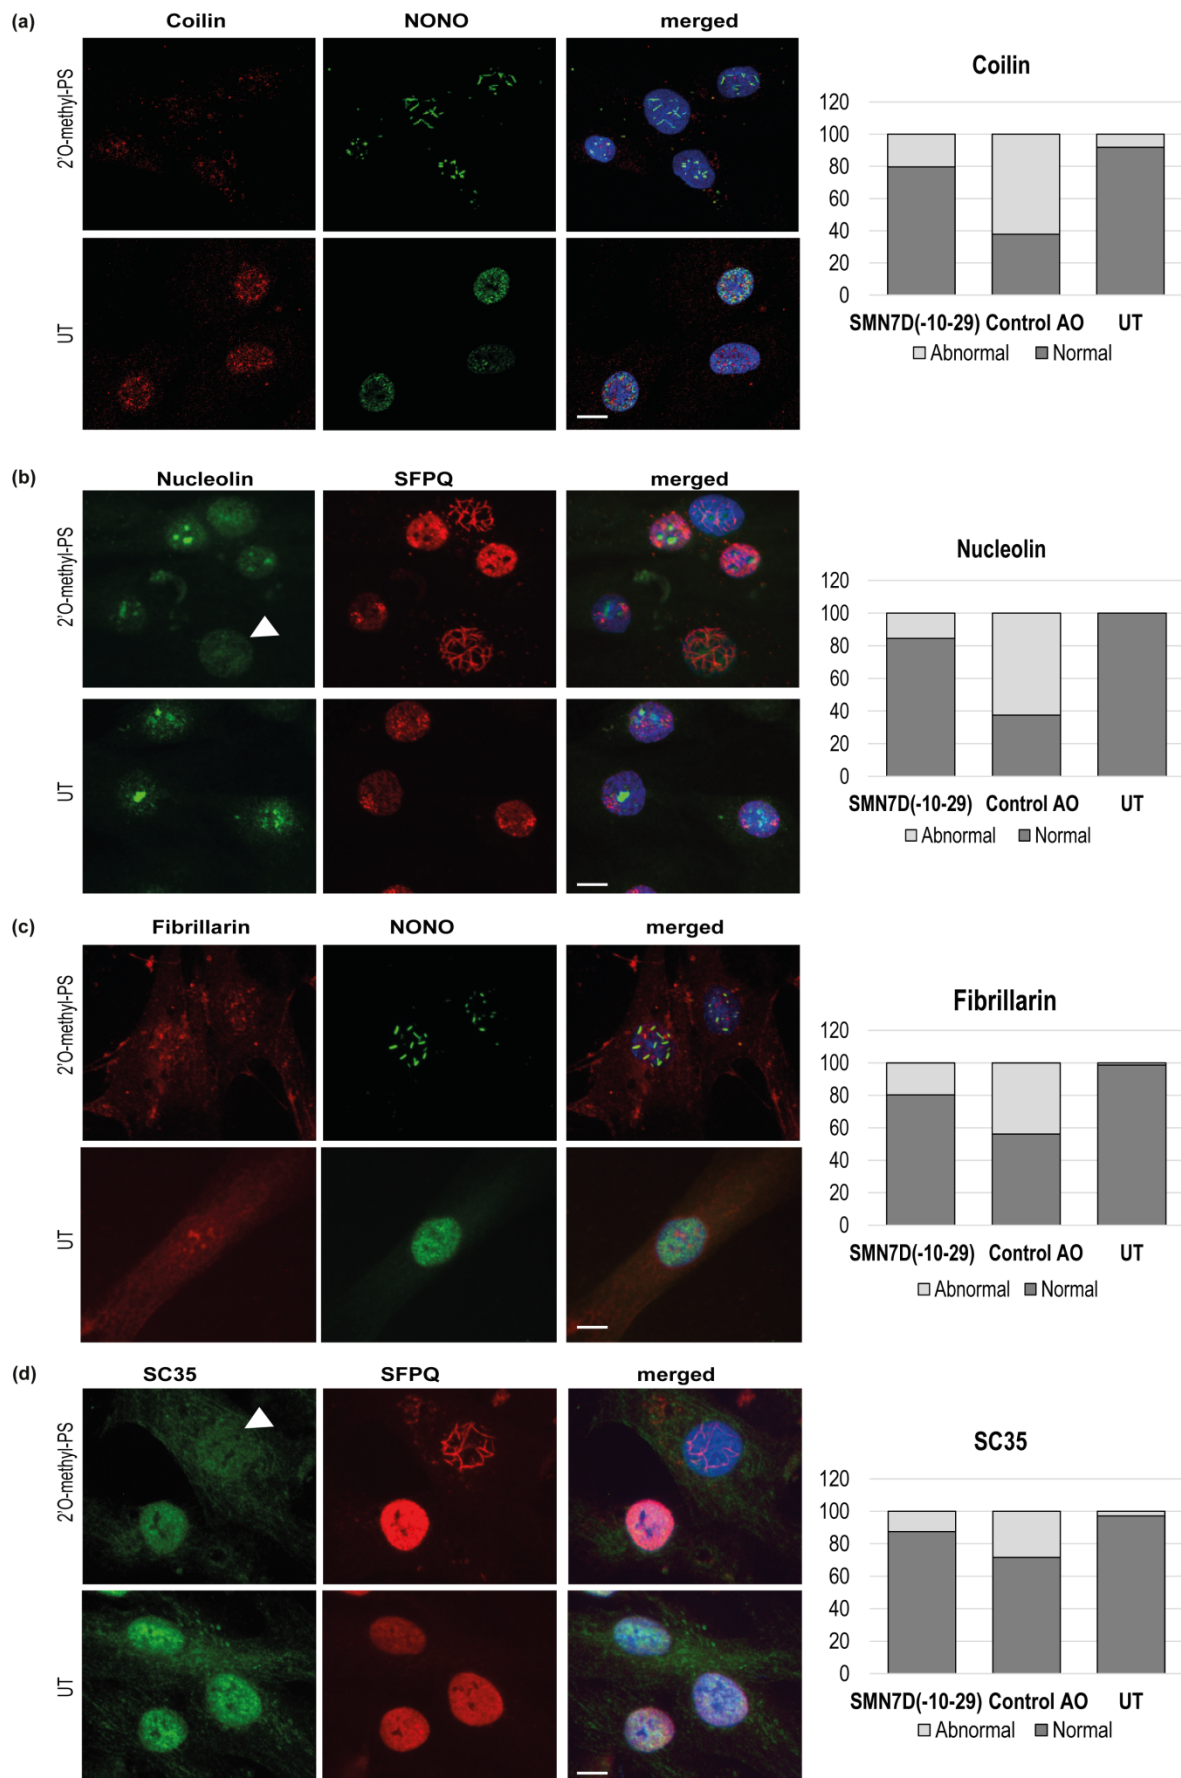 (a)
Coilin NONO merged
2'O-methyl-PS
UT
Coilin
120
100
80
60
40
20
0
SMN7D(-10-29) Control AO UT
Abnormal Normal
(b)
Nucleolin SFPQ merged
2'O-methyl-PS
UT
Nucleolin
120
100
80
60
40
20
0
SMN7D(-10-29) Control AO UT
Abnormal Normal
(c)
Fibrillarin NONO merged
2'O-methyl-PS
UT
Fibrillarin
120
100
80
60
40
20
0
SMN7D(-10-29) Control AO UT
Abnormal Normal
(d)
SC35 SFPQ merged
2'O-methyl-PS
UT
SC35
120
100
80
60
40
20
0
SMN7D(-10-29) Control AO UT
Abnormal Normal